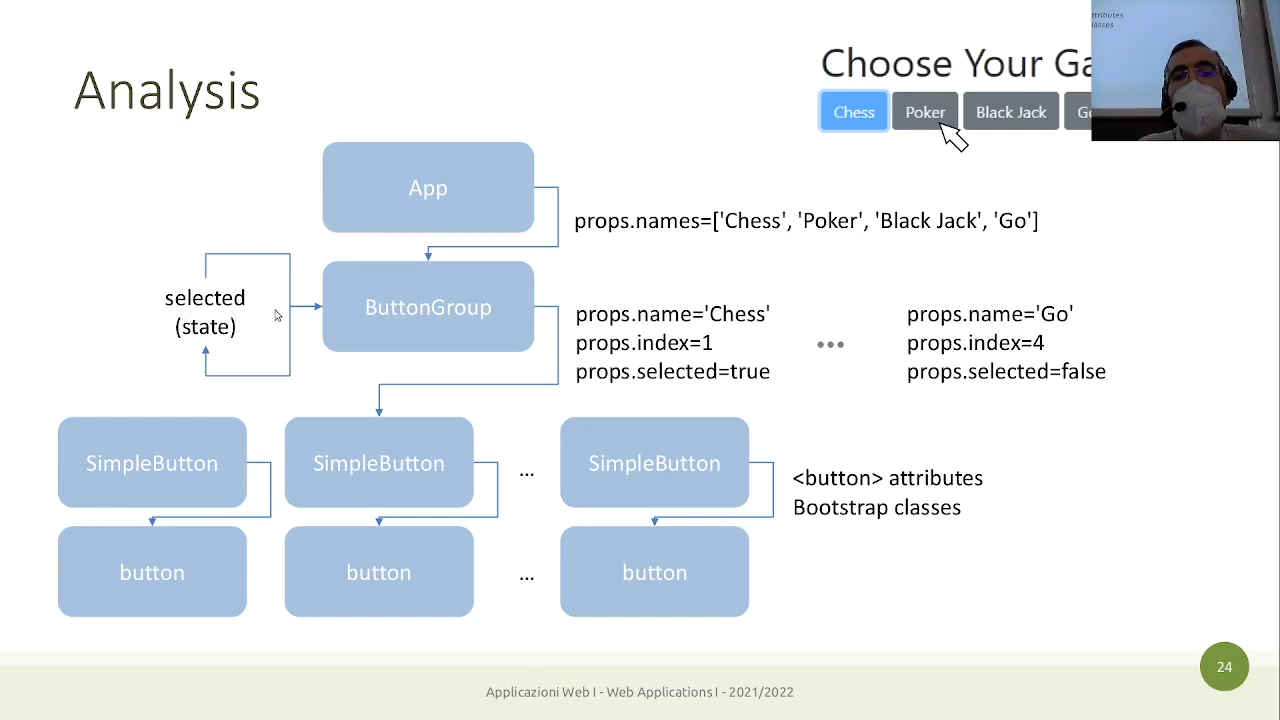 Analysis
Choose Your Ga
Chess Poker Black Jack
ttributes
lasses
App
props.names=['Chess', 'Poker', 'Black Jack', 'Go']
selected
(state)
ButtonGroup
props.name='Chess'
props.index=1
props.selected=true
•••
props.name='Go'
props.index=4
props.selected=false
SimpleButton SimpleButton ... SimpleButton
<button> attributes
Bootstrap classes
button button ... button
Applicazioni Web I - Web Applications I - 2021/2022
24